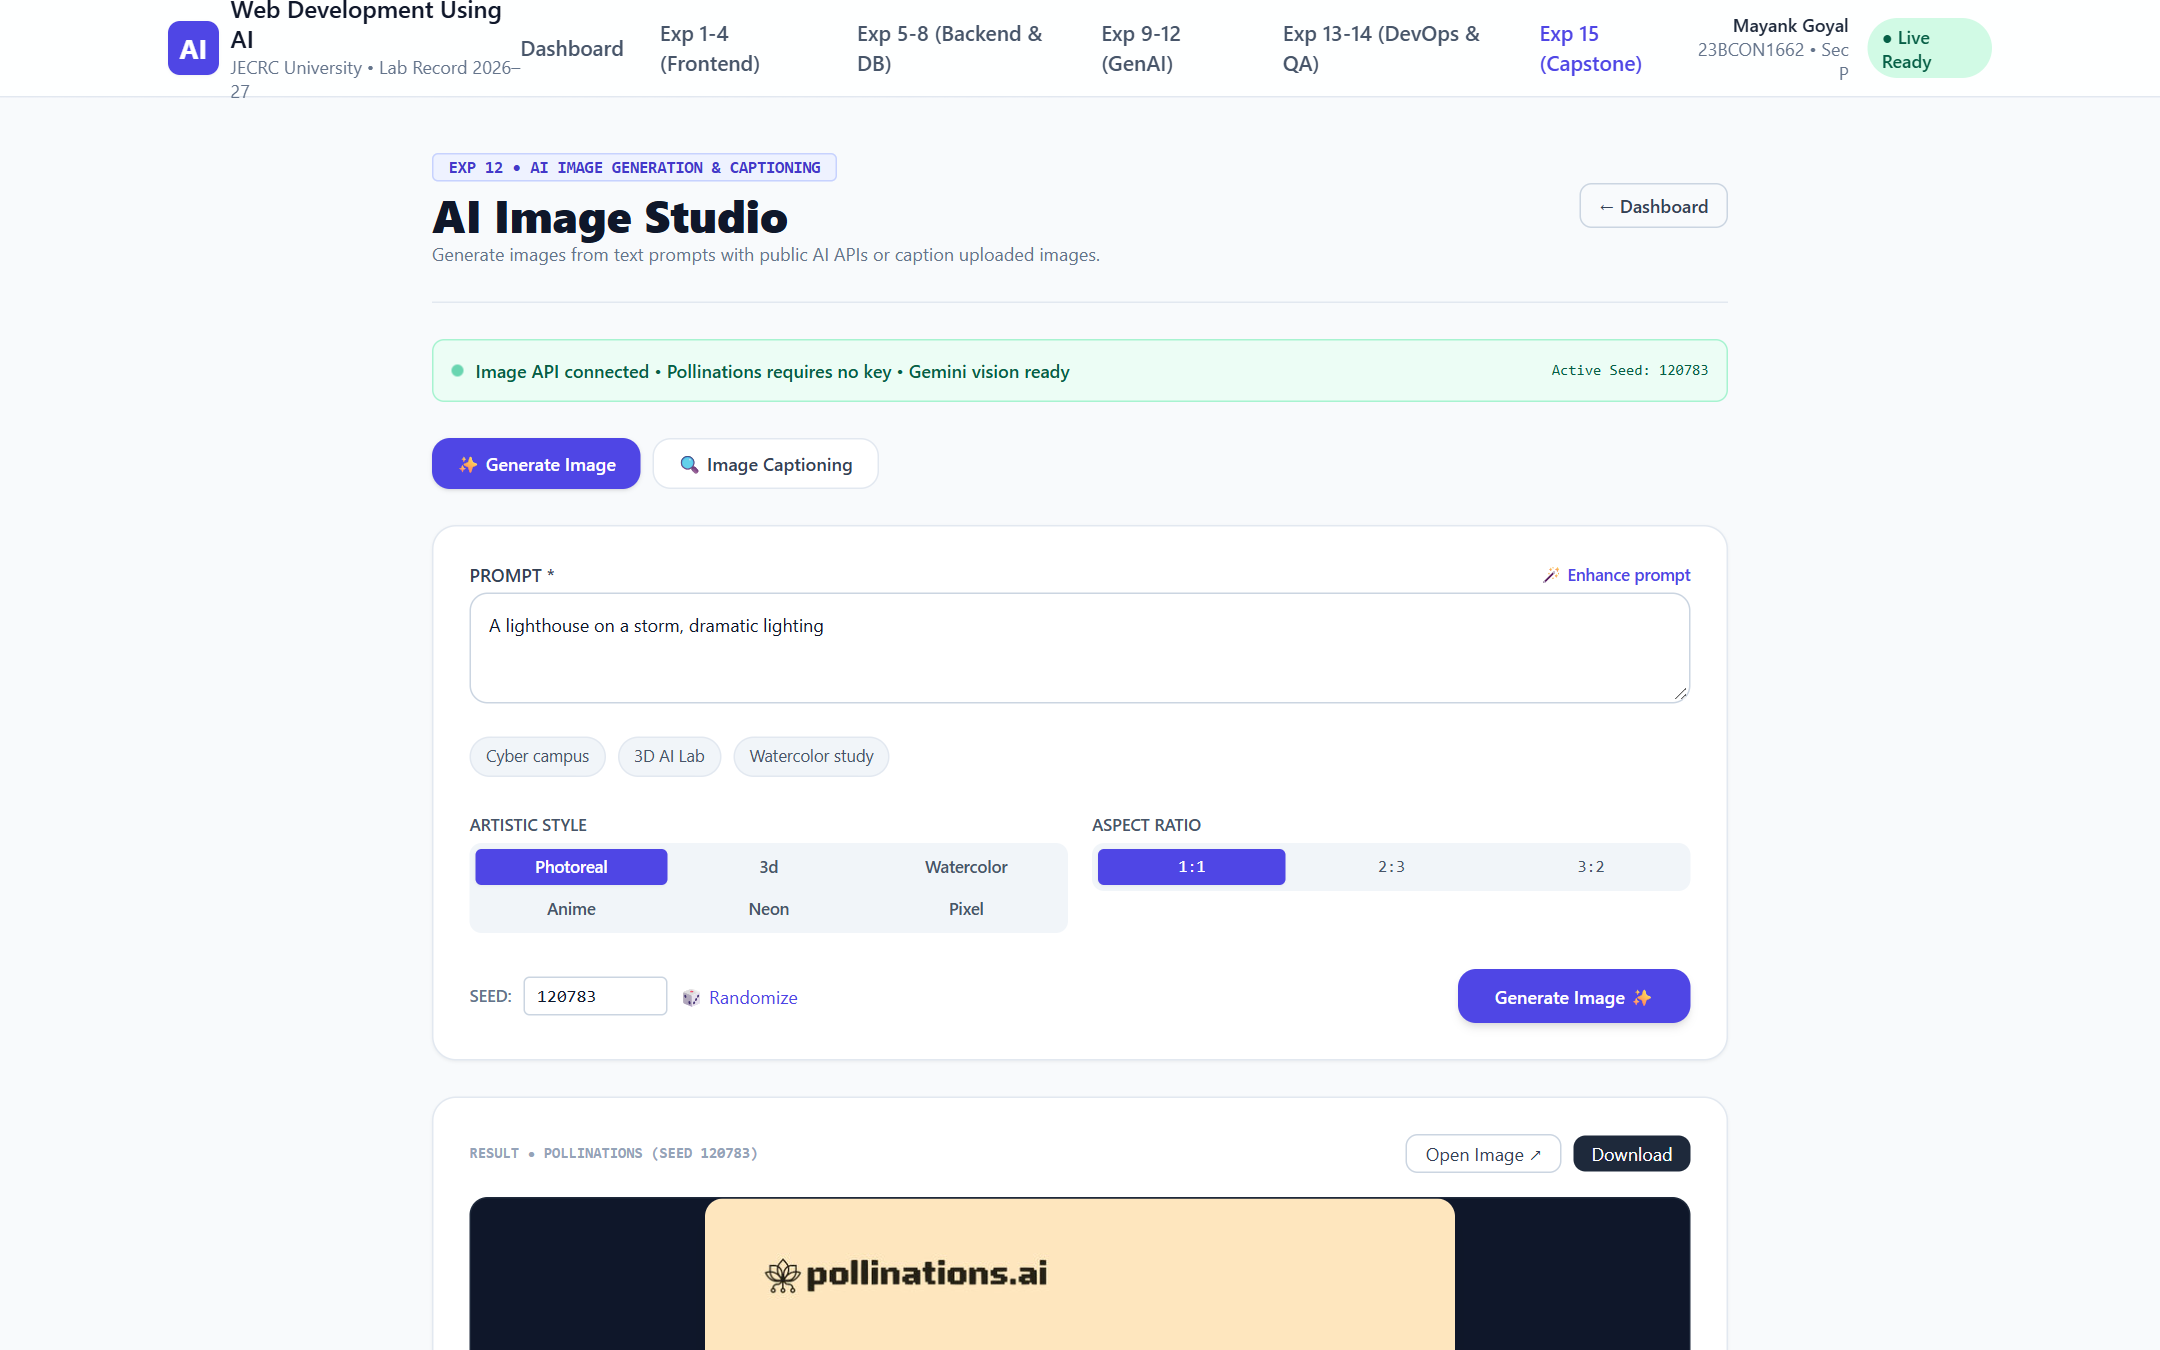 AI
Web Development Using
AI
JECRC University • Lab Record 2026–
27
Dashboard
Exp 1-4
(Frontend)
Exp 5-8 (Backend &
DB)
Exp 9-12
(GenAI)
Exp 13-14 (DevOps &
QA)
Exp 15
(Capstone)
Mayank Goyal
23BCON1662 • Sec
P
● Live
Ready
EXP 12 • AI IMAGE GENERATION & CAPTIONING
AI Image Studio
Generate images from text prompts with public AI APIs or caption uploaded images.
← Dashboard
Image API connected • Pollinations requires no key • Gemini vision ready
Active Seed: 120783
✨ Generate Image
🔍 Image Captioning
PROMPT *
🪄 Enhance prompt
A lighthouse on a storm, dramatic lighting
Cyber campus
3D AI Lab
Watercolor study
ARTISTIC STYLE
Photoreal
3d
Watercolor
Anime
Neon
Pixel
ASPECT RATIO
1:1
2:3
3:2
SEED:
120783
🎲 Randomize
Generate Image ✨
RESULT • POLLINATIONS (SEED 120783)
Open Image ↗
Download
pollinations.ai